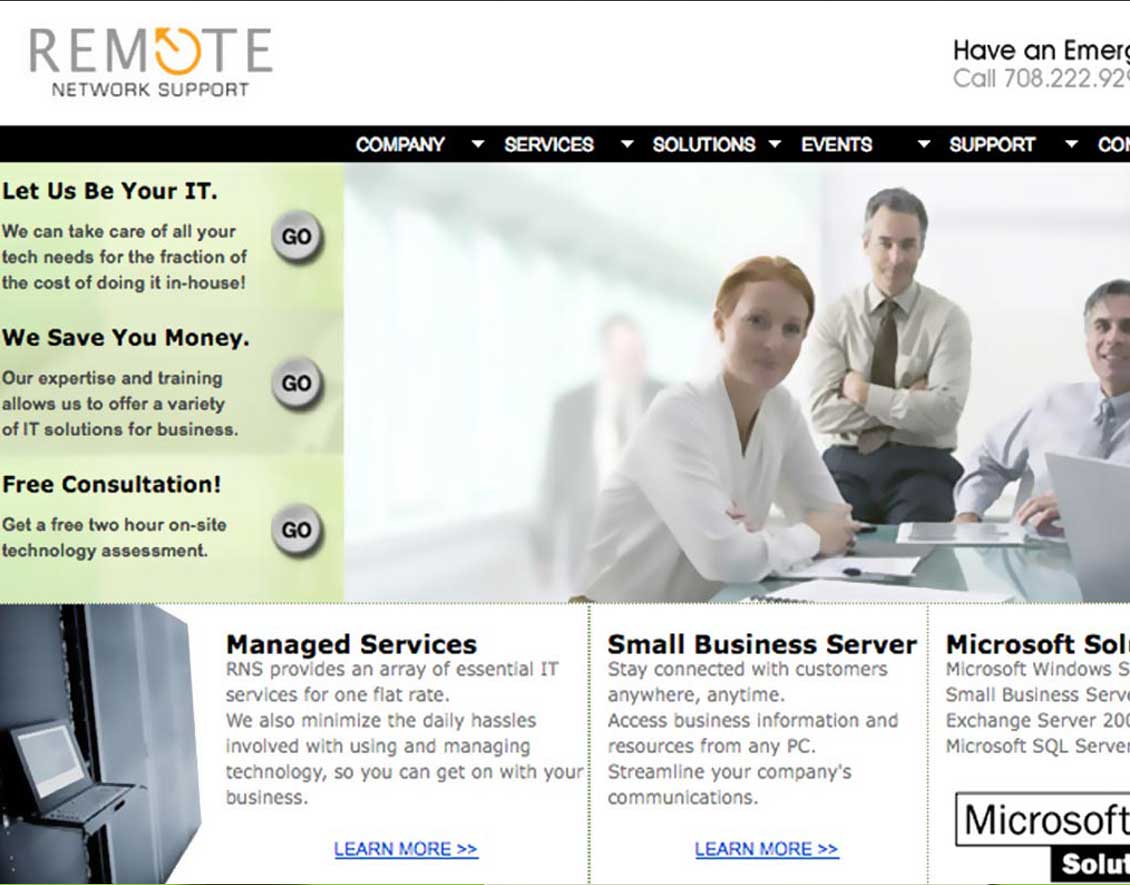 REMOTE
NETWORK SUPPORT
Have an
Call 708.222.
COMPANY SERVICES SOLUTIONS EVENTS SUPPORT
Let Us Be Your IT.
We can take care of all your
tech needs for the fraction of
the cost of doing it in-house!
GO
We Save You Money.
Our expertise and training
allows us to offer a variety
of IT solutions for business.
GO
Free Consultation!
Get a free two hour on-site
technology assessment.
GO
Managed Services
RNS provides an array of essential IT
services for one flat rate.
We also minimize the daily hassles
involved with using and managing
technology, so you can get on with your
business.
LEARN MORE >>
Small Business Server
Stay connected with customers
anywhere, anytime.
Access business information and
resources from any PC.
Streamline your company's
communications.
LEARN MORE >>
Microsoft
Microsoft Windows
Small Business
Exchange Server
Microsoft SQL Server
Microsoft